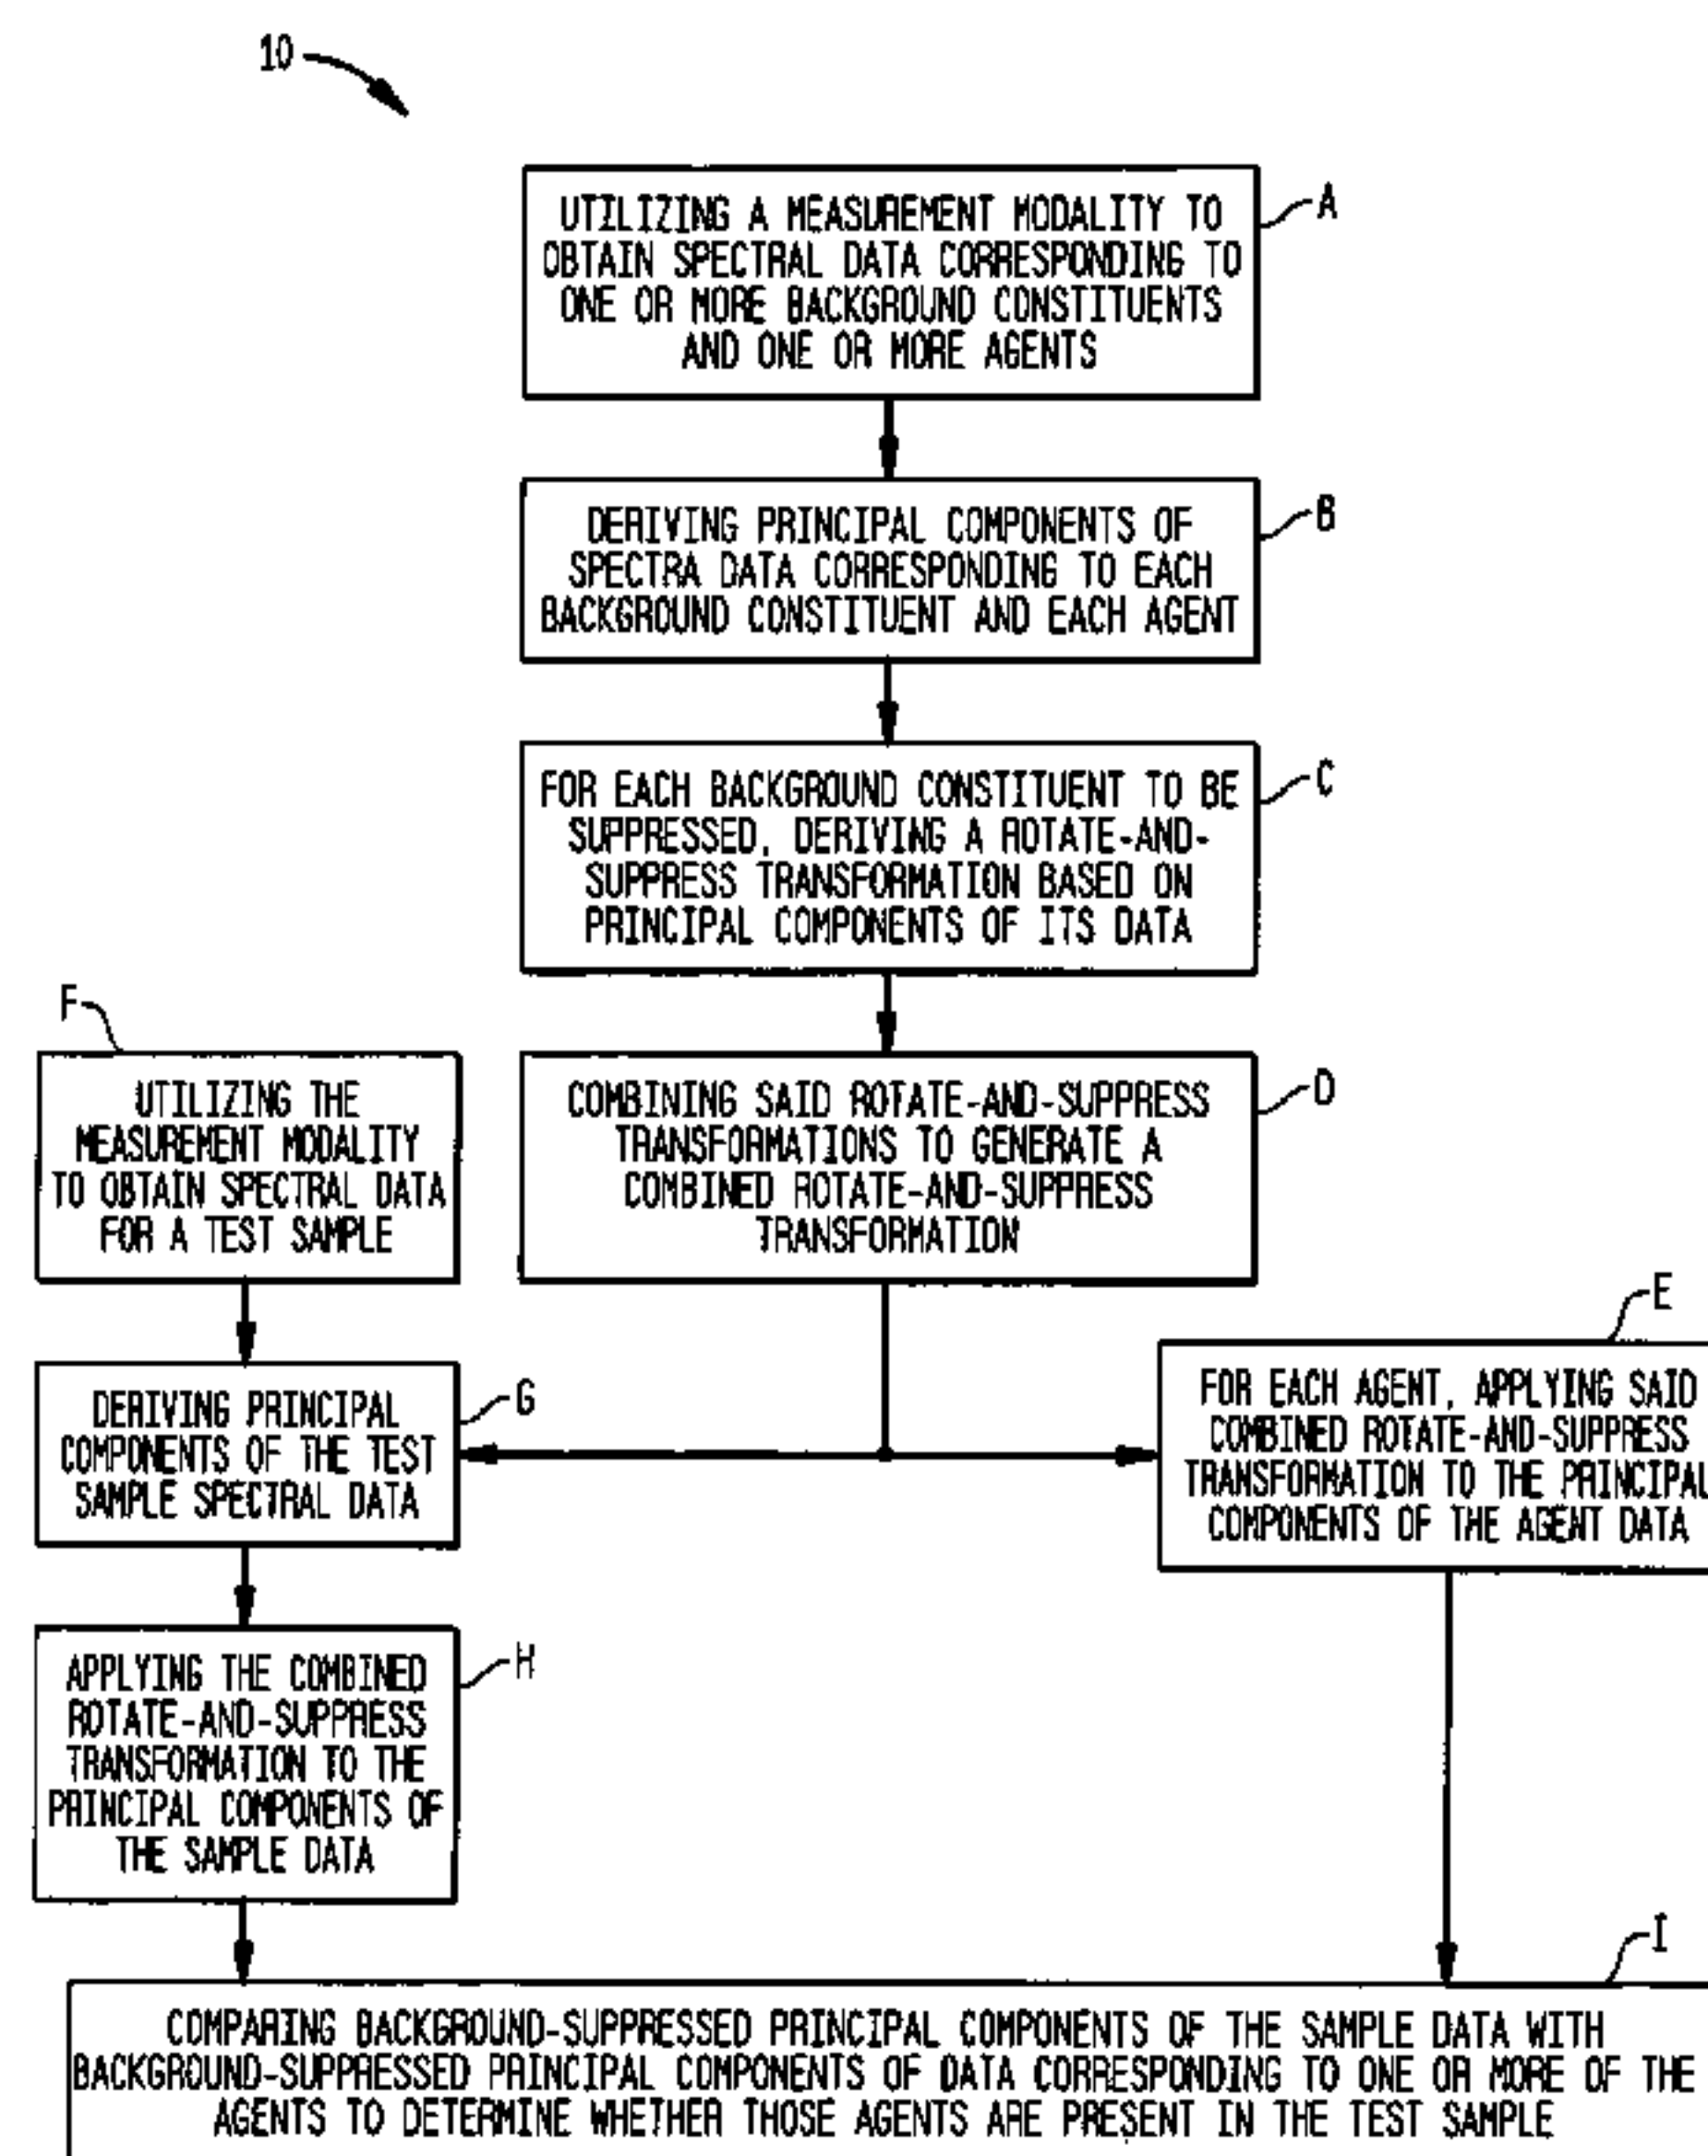 10
UTILIZING A MEASUREMENT MODALITY TO
OBTAIN SPECTRAL DATA CORRESPONDING TO
ONE OR MORE BACKGROUND CONSTITUENTS
AND ONE OR MORE AGENTS
A
DERIVING PRINCIPAL COMPONENTS OF
SPECTRA DATA CORRESPONDING TO EACH
BACKGROUND CONSTITUENT AND EACH AGENT
B
FOR EACH BACKGROUND CONSTITUENT TO BE
SUPPRESSED, DERIVING A ROTATE-AND-
SUPPRESS TRANSFORMATION BASED ON
PRINCIPAL COMPONENTS OF ITS DATA
C
COMBINING SAID ROTATE-AND-SUPPRESS
TRANSFORMATIONS TO GENERATE A
COMBINED ROTATE-AND-SUPPRESS
TRANSFORMATION
D
F
UTILIZING THE
MEASUREMENT MODALITY
TO OBTAIN SPECTRAL DATA
FOR A TEST SAMPLE
E
FOR EACH AGENT, APPLYING SAID
COMBINED ROTATE-AND-SUPPRESS
TRANSFORMATION TO THE PRINCIPAL
COMPONENTS OF THE AGENT DATA
DERIVING PRINCIPAL
COMPONENTS OF THE TEST
SAMPLE SPECTRAL DATA
G
APPLYING THE COMBINED
ROTATE-AND-SUPPRESS
TRANSFORMATION TO THE
PRINCIPAL COMPONENTS OF
THE SAMPLE DATA
H
I
COMPARING BACKGROUND-SUPPRESSED PRINCIPAL COMPONENTS OF THE SAMPLE DATA WITH
BACKGROUND-SUPPRESSED PRINCIPAL COMPONENTS OF DATA CORRESPONDING TO ONE OR MORE OF THE
AGENTS TO DETERMINE WHETHER THOSE AGENTS ARE PRESENT IN THE TEST SAMPLE